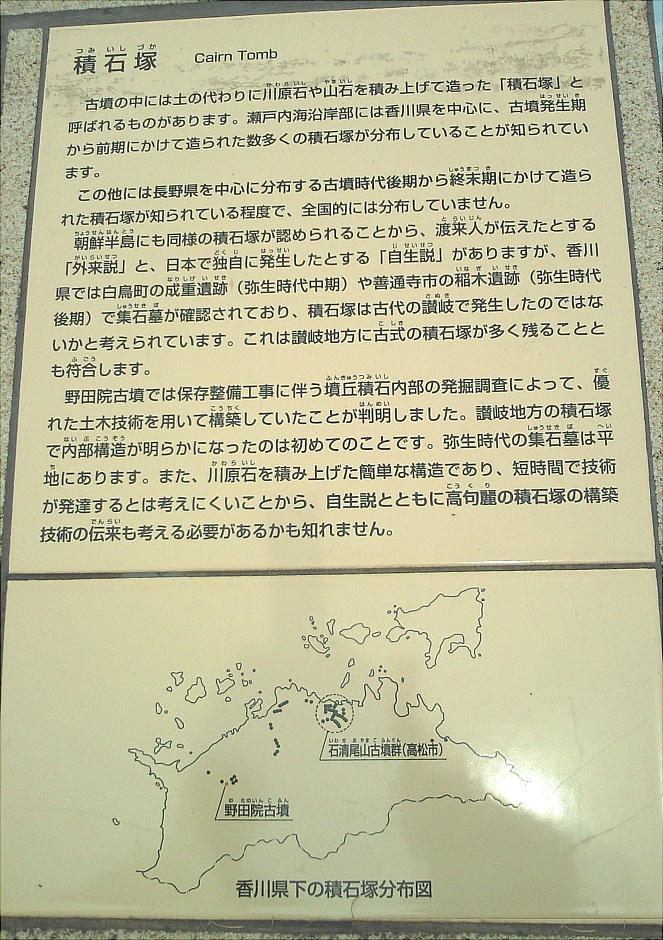 積石塚 Cairn Tomb
つみいしづか
古墳の中には土の代わりに川原石や山石を積み上げて造った「積石塚」と
呼ばれるものがあります。瀬戸内海沿岸部には香川県を中心に、古墳発生期
から前期にかけて造られた数多くの積石塚が分布していることが知られてい
ます。
この他には長野県を中心に分布する古墳時代後期から終末期にかけて造ら
れた積石塚が知られている程度で、全国的には分布していません。
朝鮮半島にも同様の積石塚が認められることから、渡来人が伝えたとする
「外来説」と、日本で独自に発生したとする「自生説」がありますが、香川
県では白鳥町の成重遺跡（弥生時代中期）や善通寺市の稲木遺跡（弥生時代
後期）で集石墓が確認されており、積石塚は古代の讃岐で発生したのではな
いかと考えられています。これは讃岐地方に古式の積石塚が多く残ることと
も符合します。
野田院古墳では保存整備工事に伴う墳丘積石内部の発掘調査によって、優
れた土木技術を用いて構築していたことが判明しました。讃岐地方の積石塚
で内部構造が明らかになったのは初めてのことです。弥生時代の集石墓は平
地にあります。また、川原石を積み上げた簡単な構造であり、短時間で技術
が発達するとは考えにくいことから、自生説とともに高句麗の積石塚の構築
技術の伝来も考える必要があるかも知れません。
石清尾山古墳群(高松市)
野田院古墳
香川県下の積石塚分布図